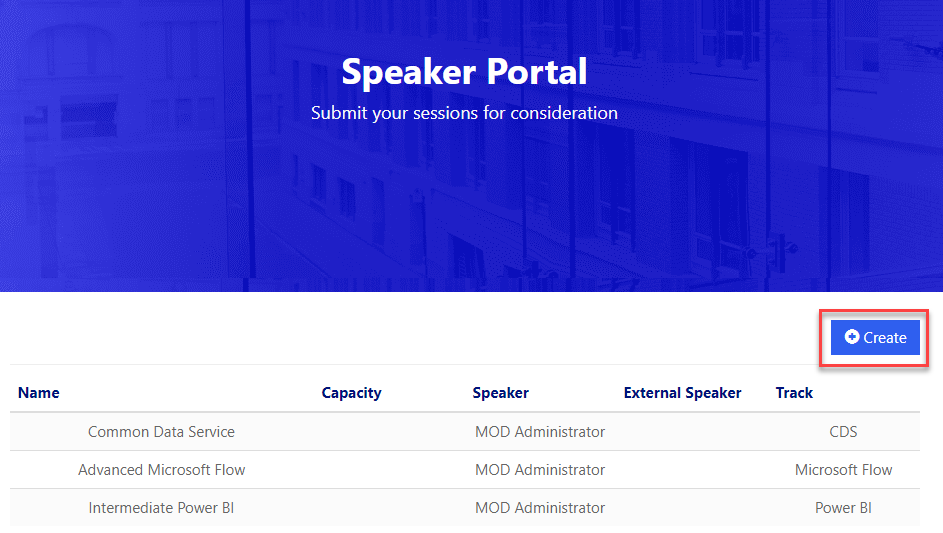 Speaker Portal
Submit your sessions for consideration
Create
Name Capacity Speaker External Speaker Track
Common Data Service MOD Administrator CDS
Advanced Microsoft Flow MOD Administrator Microsoft Flow
Intermediate Power BI MOD Administrator Power BI